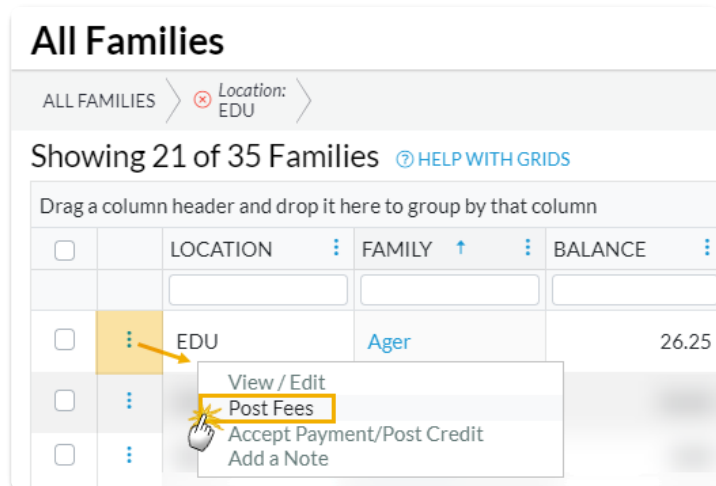 All Families
ALL FAMILIES
Location:
EDU
Showing 21 of 35 Families
HELP WITH GRIDS
Drag a column header and drop it here to group by that column
LOCATION FAMILY BALANCE
EDU Ager 26.25
View / Edit
Post Fees
Accept Payment/Post Credit
Add a Note